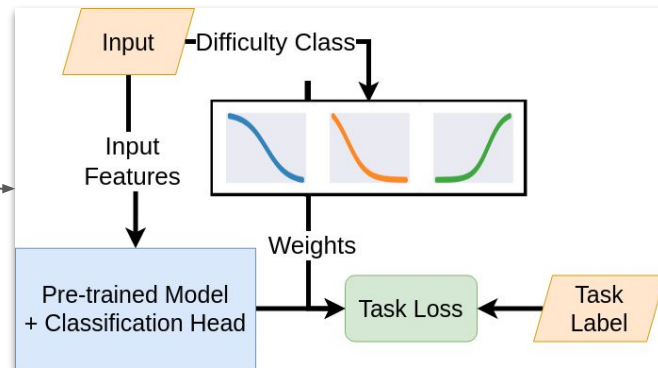 Input
Difficulty Class
Input
Features
Weights
Pre-trained Model
+ Classification Head
Task Loss
Task
Label